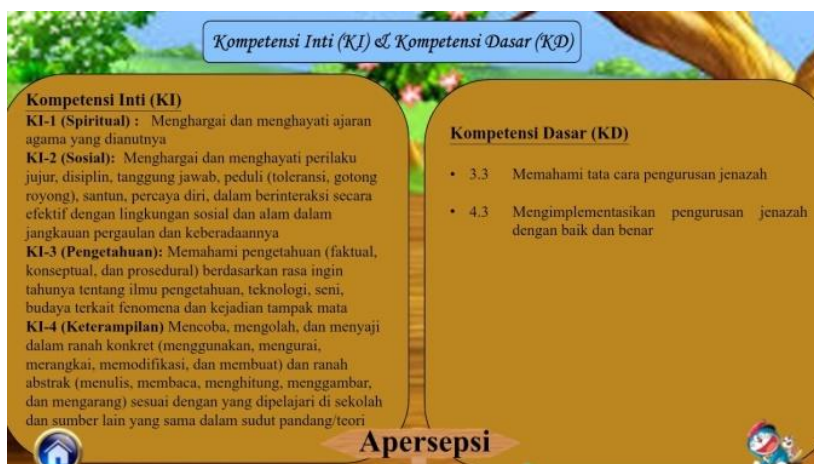 Kompetensi Inti (KI) & Kompetensi Dasar (KD)
Kompetensi Inti (KI)
KI-1 (Spiritual) : Menghargai dan menghayati ajaran
agama yang dianutnya
KI-2 (Sosial): Menghargai dan menghayati perilaku
jujur, disiplin, tanggung jawab, peduli (toleransi, gotong
royong), santun, percaya diri, dalam berinteraksi secara
efektif dengan lingkungan sosial dan alam dalam
jangkauan pergaulan dan keberadaannya
KI-3 (Pengetahuan): Memahami pengetahuan (faktual,
konseptual, dan prosedural) berdasarkan rasa ingin
tahunya tentang ilmu pengetahuan, teknologi, seni,
budaya terkait fenomena dan kejadian tampak mata
KI-4 (Keterampilan) Mencoba, mengolah, dan menyaji
dalam ranah konkret (menggunakan, mengurai,
merangkai, memodifikasi, dan membuat) dan ranah
abstrak (menulis, membaca, menghitung, menggambar,
dan mengarang) sesuai dengan yang dipelajari di sekolah
dan sumber lain yang sama dalam sudut pandang/teori
Kompetensi Dasar (KD)
• 3.3 Memahami tata cara pengurusan jenazah
• 4.3 Mengimplementasikan pengurusan jenazah
dengan baik dan benar
Apersepsi